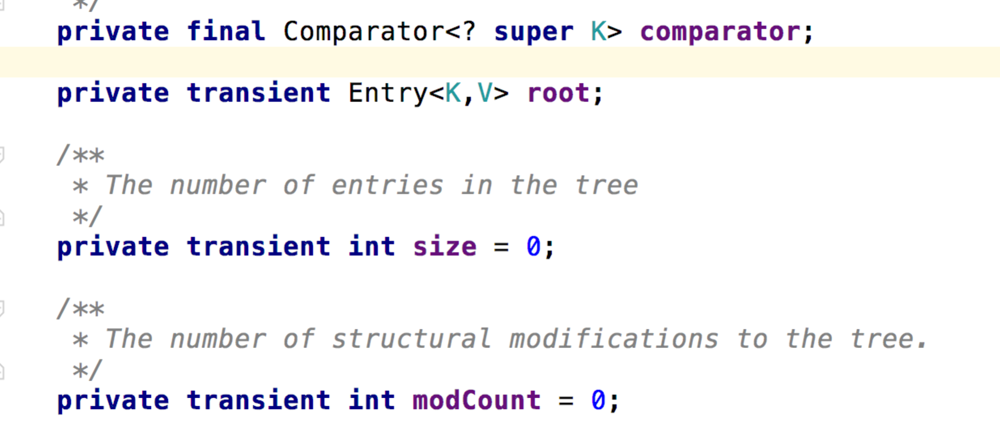 */
private final Comparator<? super K> comparator;
private transient Entry<K,V> root;
/**
* The number of entries in the tree
*/
private transient int size = 0;
/**
* The number of structural modifications to the tree.
*/
private transient int modCount = 0;